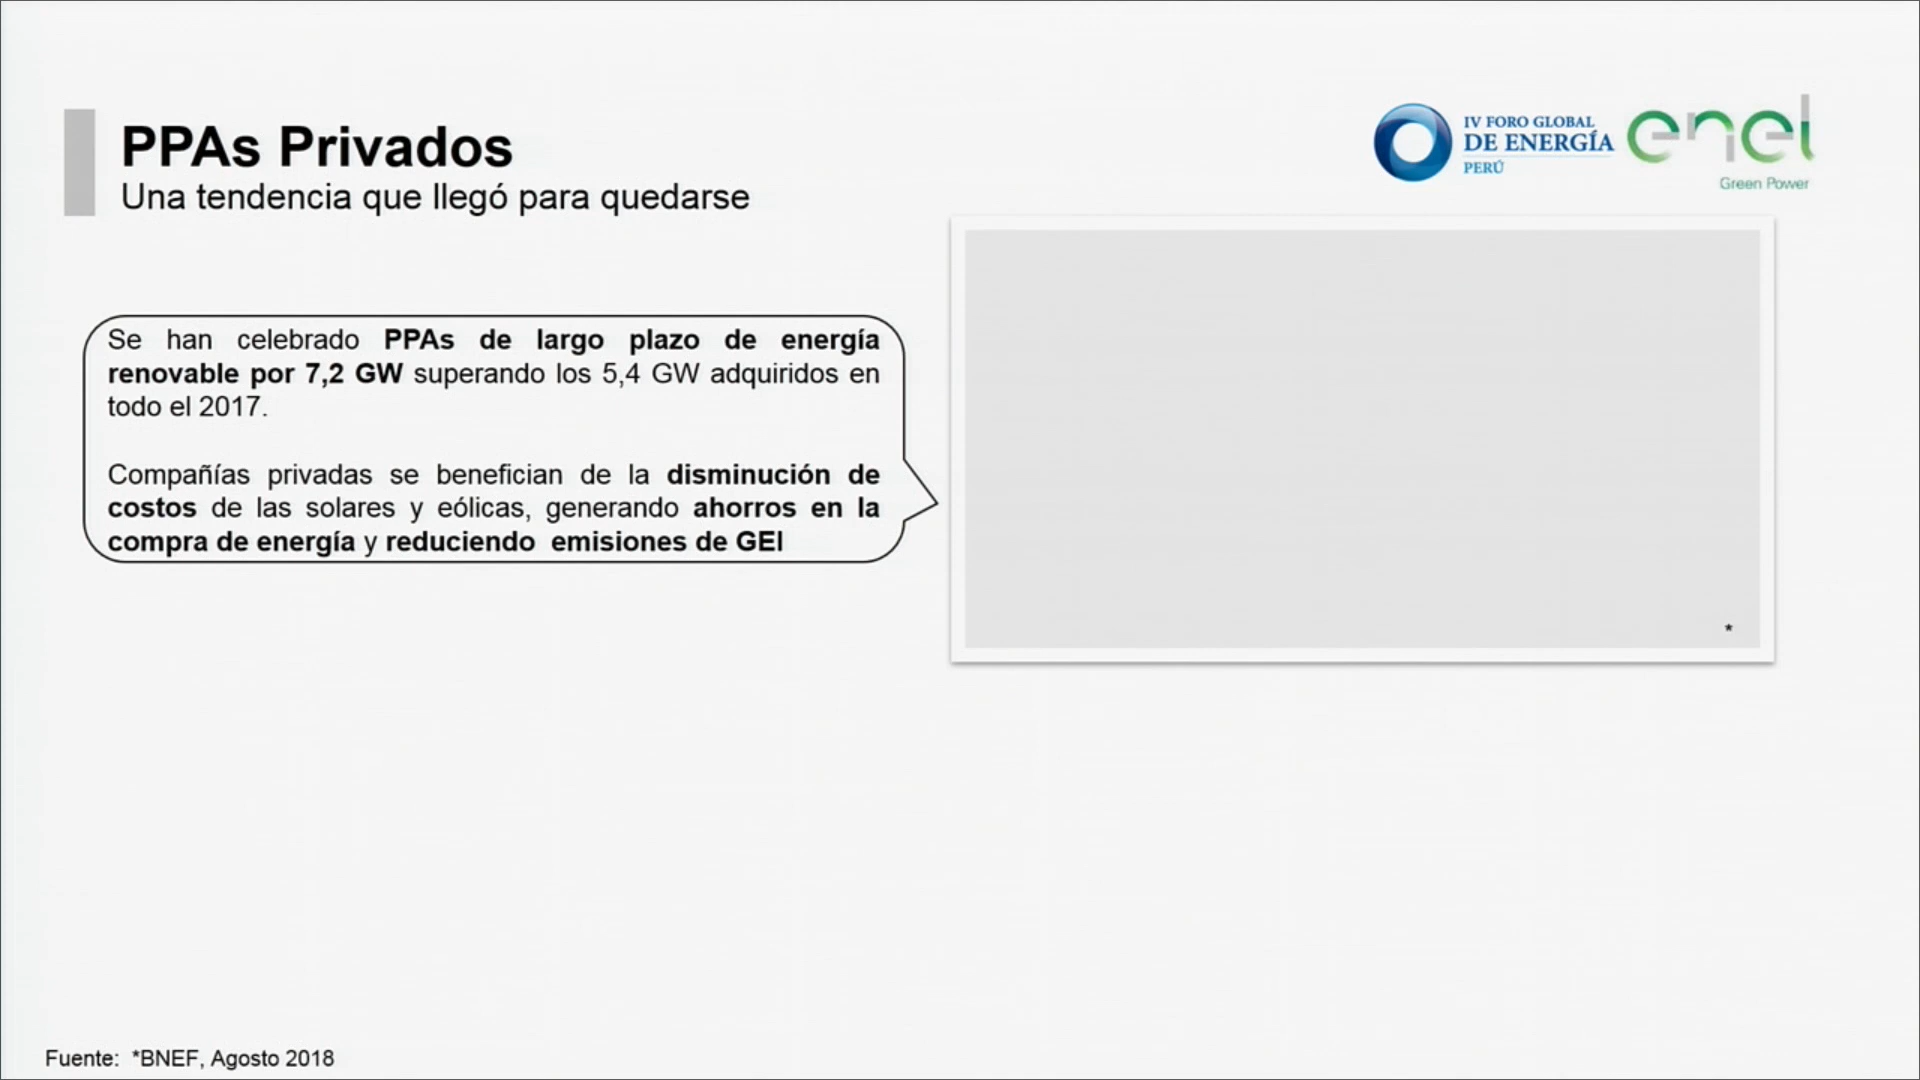 PPAs Privados
Una tendencia que llegó para quedarse
IV FORO GLOBAL
DE ENERGÍA
PERÚ
enel
Green Power
Se han celebrado PPAs de largo plazo de energía
renovable por 7,2 GW superando los 5,4 GW adquiridos en
todo el 2017.
Compañías privadas se benefician de la disminución de
costos de las solares y eólicas, generando ahorros en la
compra de energía y reduciendo emisiones de GEI
*
Fuente: *BNEF, Agosto 2018